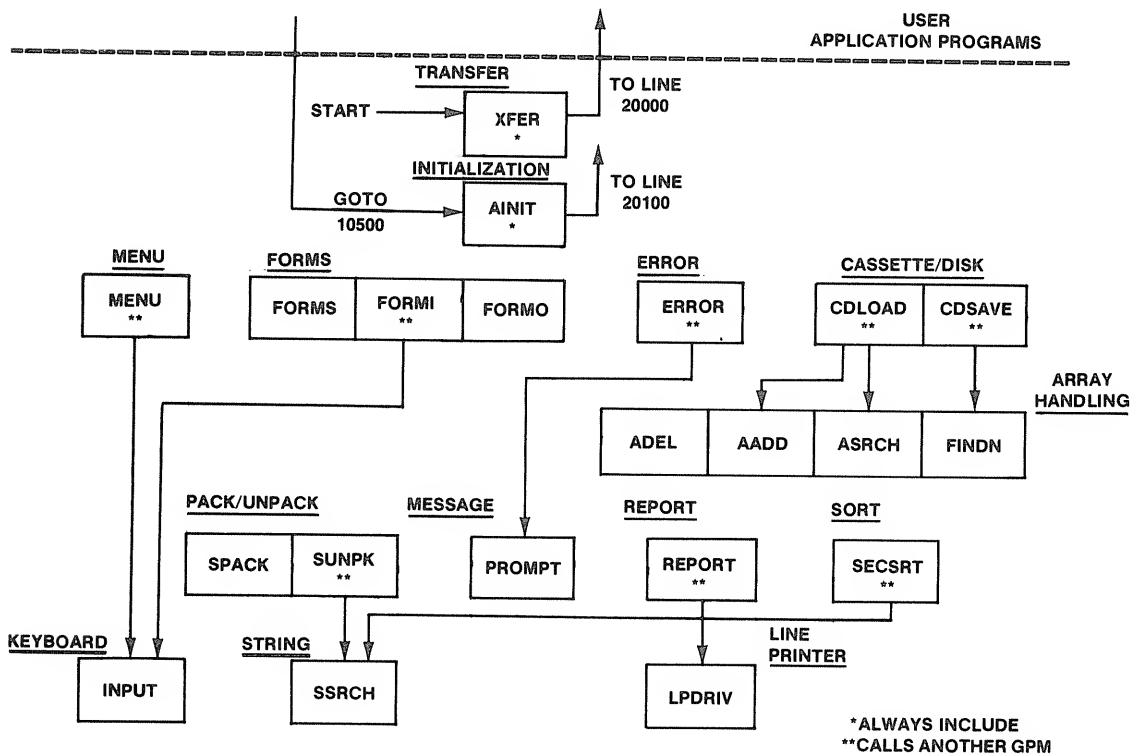 USER
APPLICATION PROGRAMS
TRANSFER
START
XFER
*
TO LINE
20000
INITIALIZATION
GOTO
10500
AINIT
*
TO LINE
20100
MENU
MENU
**
FORMS
FORMS
FORMI
**
FORMO
ERROR
ERROR
**
CASSETTE/DISK
CDLOAD
**
CDSAVE
**
ARRAY
HANDLING
ADEL
AADD
ASRCH
FINDN
PACK/UNPACK
SPACK
SUNPK
**
MESSAGE
PROMPT
REPORT
REPORT
**
SORT
SECSRT
**
KEYBOARD
INPUT
STRING
SSRCH
LINE
PRINTER
LPDRIV
*ALWAYS INCLUDE
**CALLS ANOTHER GPM